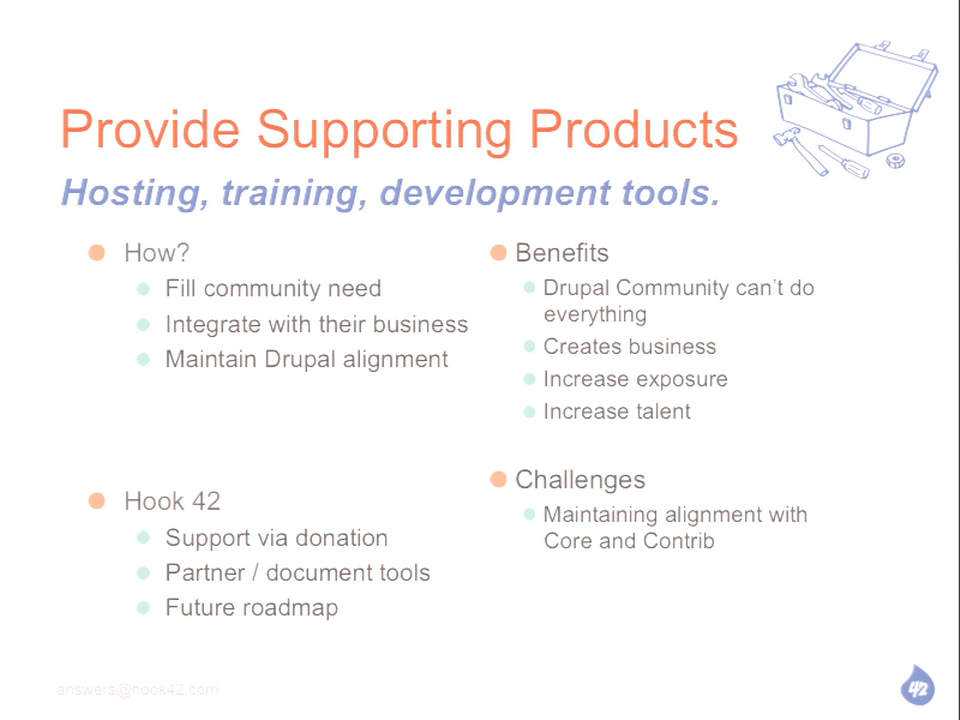 Provide Supporting Products
Hosting, training, development tools.
How?
Fill community need
Integrate with their business
Maintain Drupal alignment
Hook 42
Support via donation
Partner / document tools
Future roadmap
Benefits
Drupal Community can't do
everything
Creates business
Increase exposure
Increase talent
Challenges
Maintaining alignment with
Core and Contrib
answers@hook42.com
42